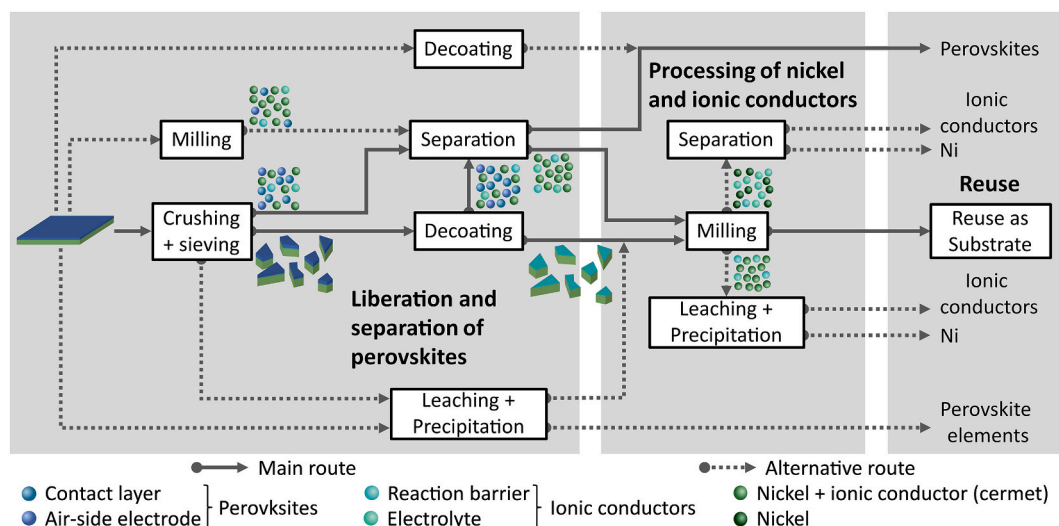 Decoating
Perovskites
Processing of nickel
and ionic conductors
Ionic
conductors
Milling
Separation
Separation
Ni
Reuse
Crushing
+ sieving
Decoating
Milling
Reuse as
Substrate
Liberation and
separation of
perovskites
Ionic
conductors
Leaching +
Precipitation
Ni
Leaching +
Precipitation
Perovskite
elements
Main route
Alternative route
Contact layer
Air-side electrode
Perovksites
Reaction barrier
Electrolyte
Ionic conductors
Nickel + ionic conductor (cermet)
Nickel